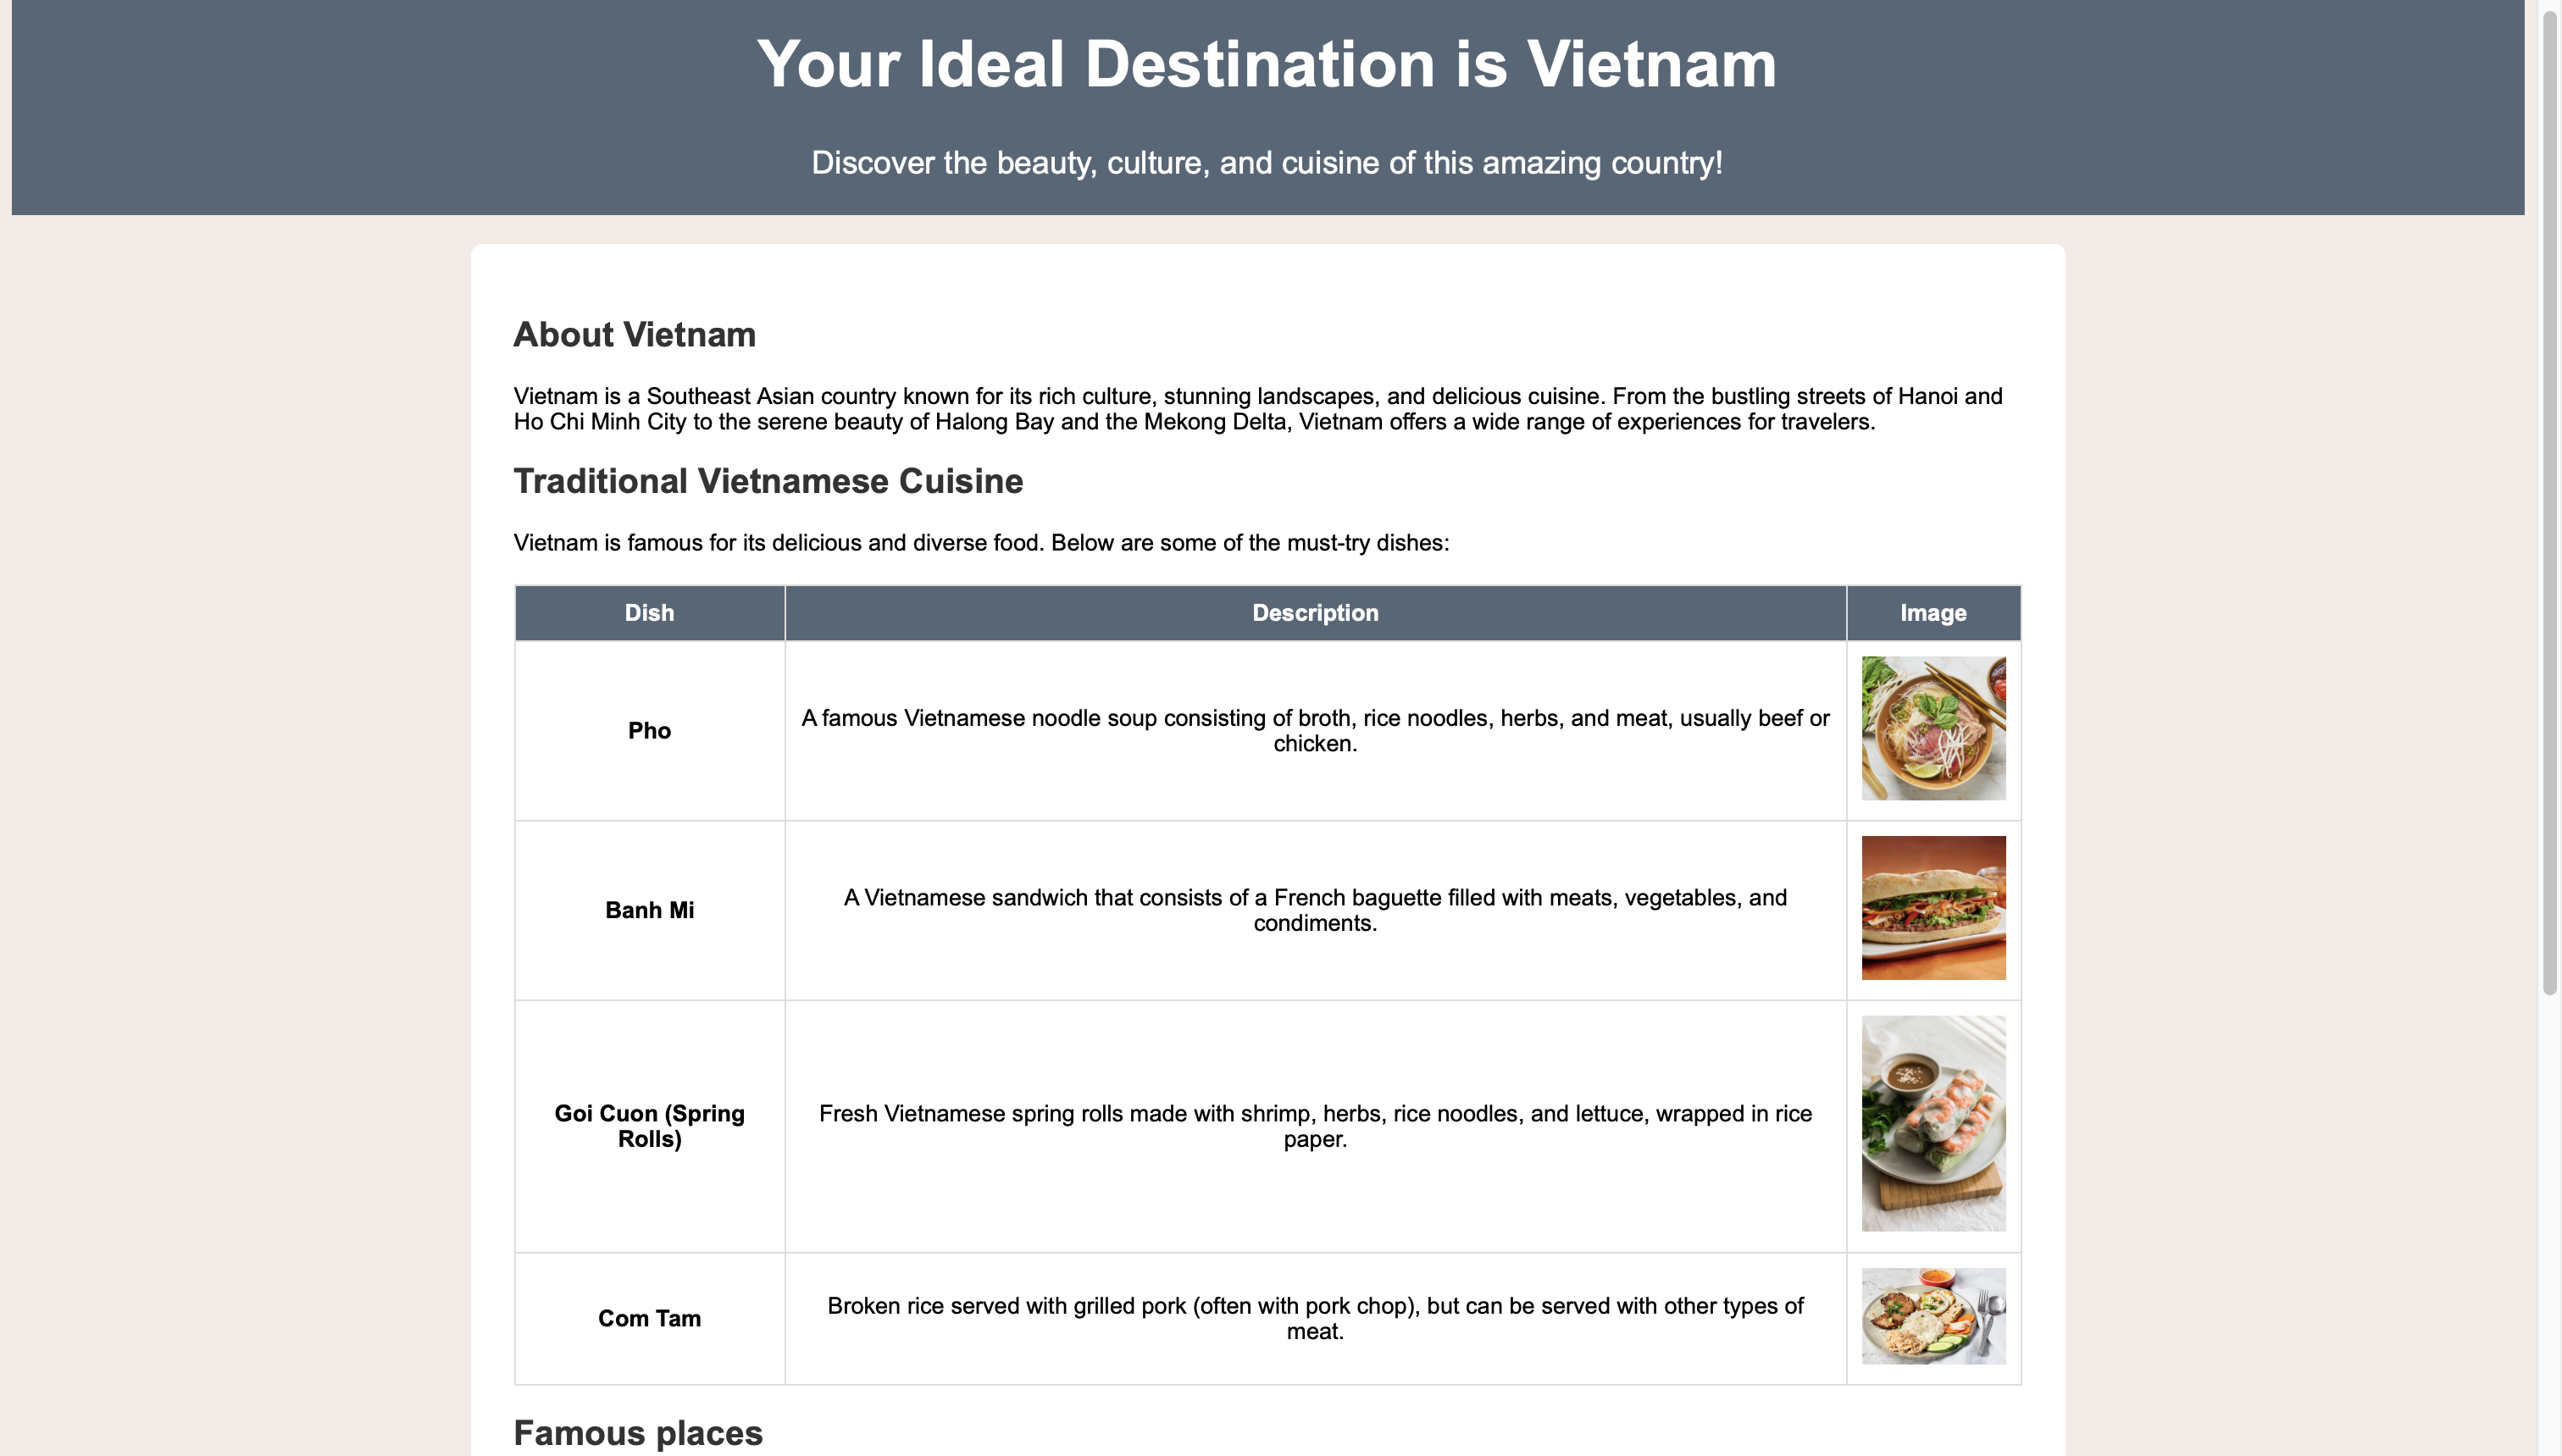 Your Ideal Destination is Vietnam
Discover the beauty, culture, and cuisine of this amazing country!
About Vietnam
Vietnam is a Southeast Asian country known for its rich culture, stunning landscapes, and delicious cuisine. From the bustling streets of Hanoi and
Ho Chi Minh City to the serene beauty of Halong Bay and the Mekong Delta, Vietnam offers a wide range of experiences for travelers.
Traditional Vietnamese Cuisine
Vietnam is famous for its delicious and diverse food. Below are some of the must-try dishes:
Dish Description Image
Pho
A famous Vietnamese noodle soup consisting of broth, rice noodles, herbs, and meat, usually beef or
chicken.
Banh Mi
A Vietnamese sandwich that consists of a French baguette filled with meats, vegetables, and
condiments.
Goi Cuon (Spring
Rolls)
Fresh Vietnamese spring rolls made with shrimp, herbs, rice noodles, and lettuce, wrapped in rice
paper.
Com Tam
Broken rice served with grilled pork (often with pork chop), but can be served with other types of
meat.
Famous places